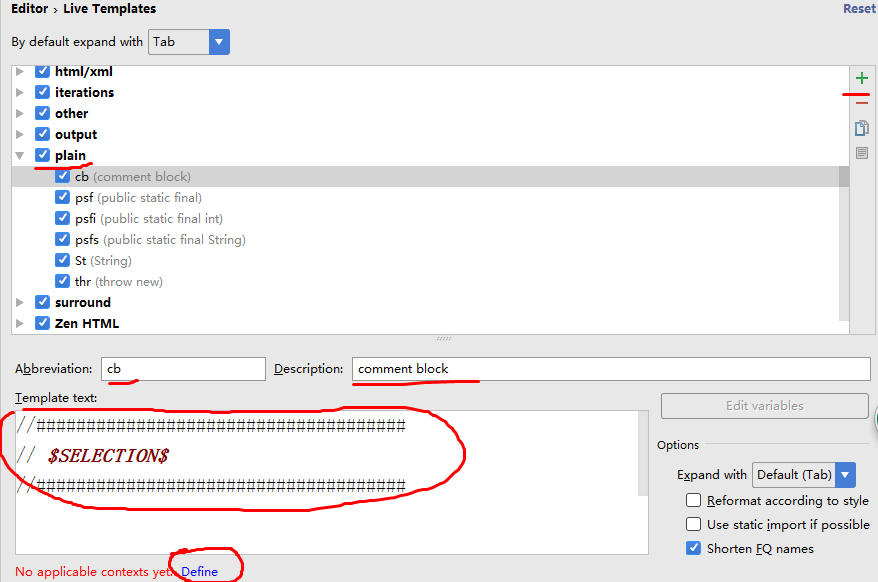 Editor › Live Templates
Reset
By default expand with Tab
html/xml
iterations
other
output
plain
cb (comment block)
psf (public static final)
psfi (public static final int)
psfs (public static final String)
St (String)
thr (throw new)
surround
Zen HTML
Abbreviation: cb Description: comment block
Template text:
//#####################################
// $SELECTION$
//#####################################
Edit variables
Options
Expand with Default (Tab)
Reformat according to style
Use static import if possible
Shorten FQ names
No applicable contexts yet. Define